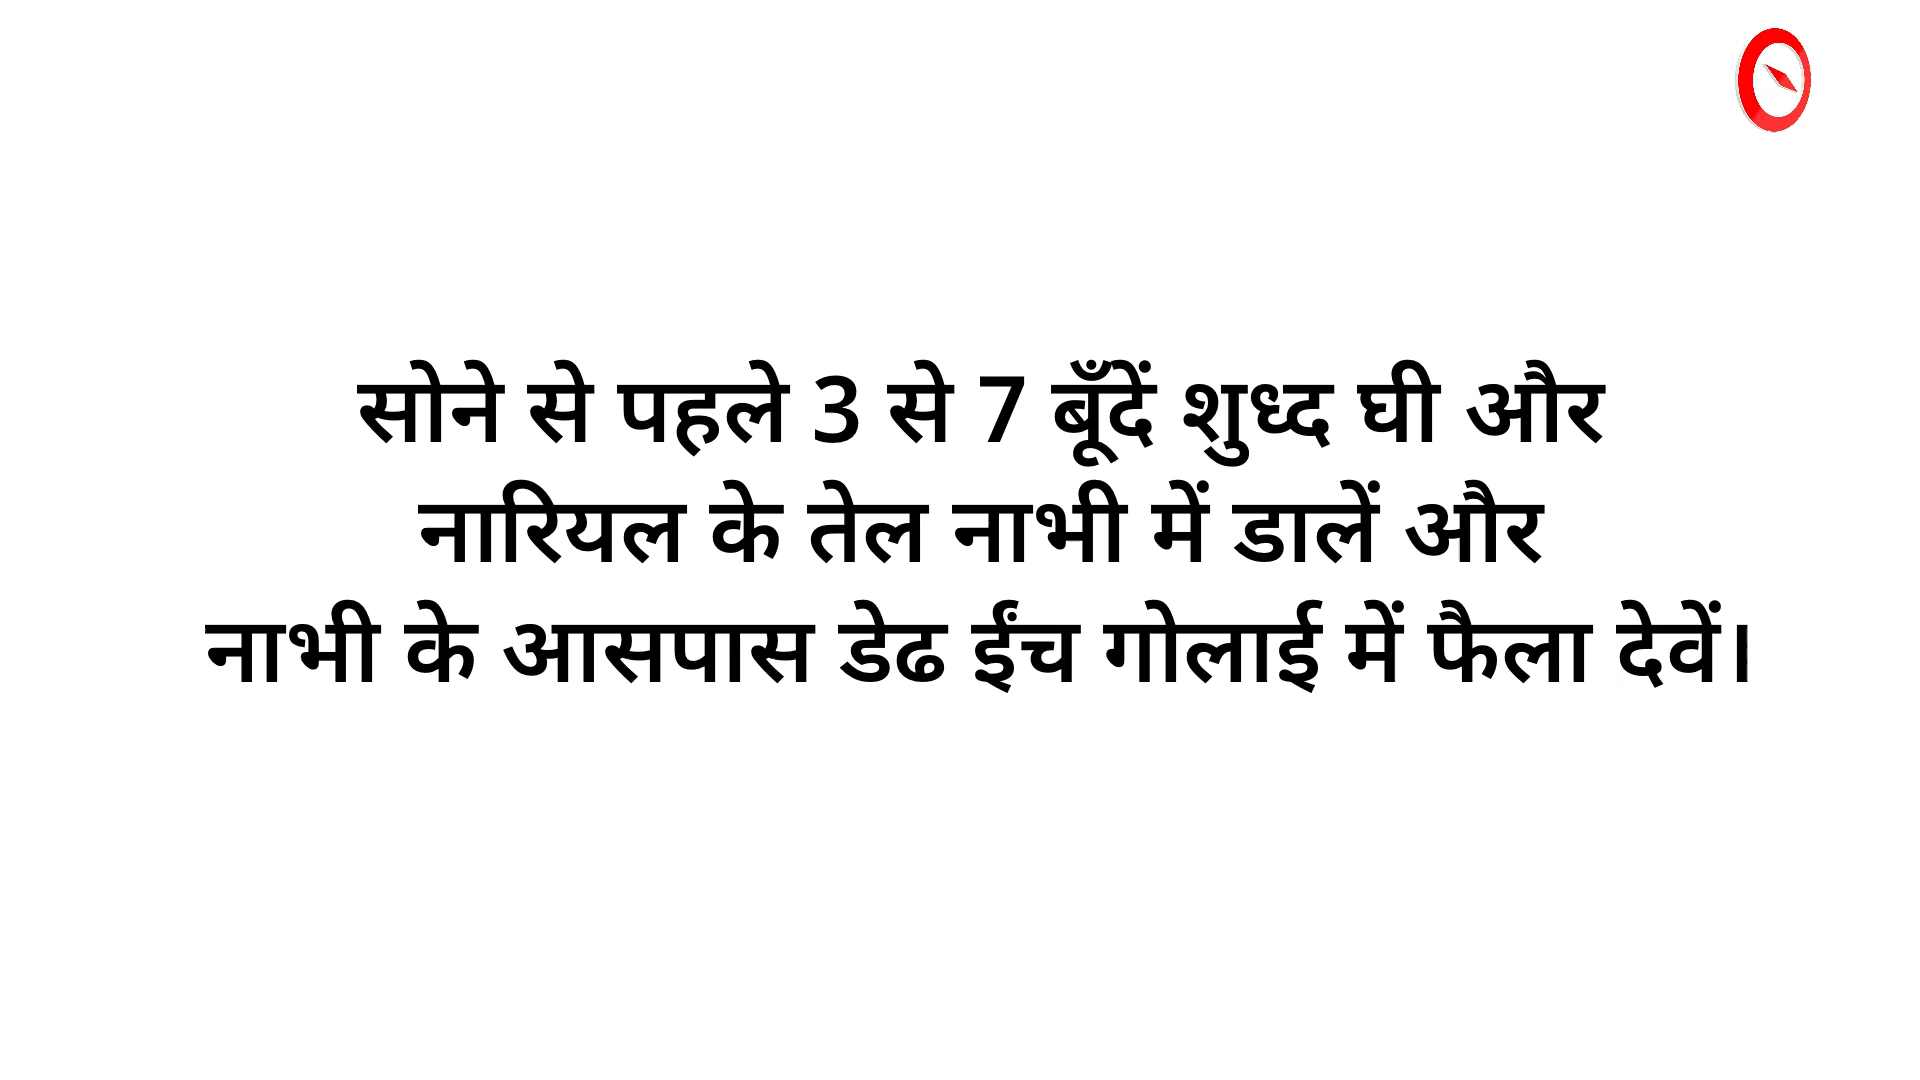 सोने से पहले 3 से 7 बूँदें शुध्द घी और
नारियल के तेल नाभी में डालें और
नाभी के आसपास डेढ ईंच गोलाई में फैला देवें।